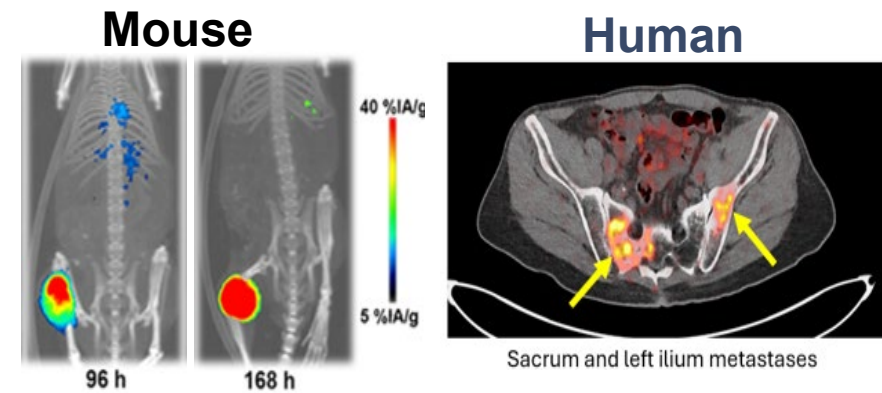 Mouse
Human
40 %IA/g
5 %IA/g
96 h
168 h
Sacrum and left ilium metastases